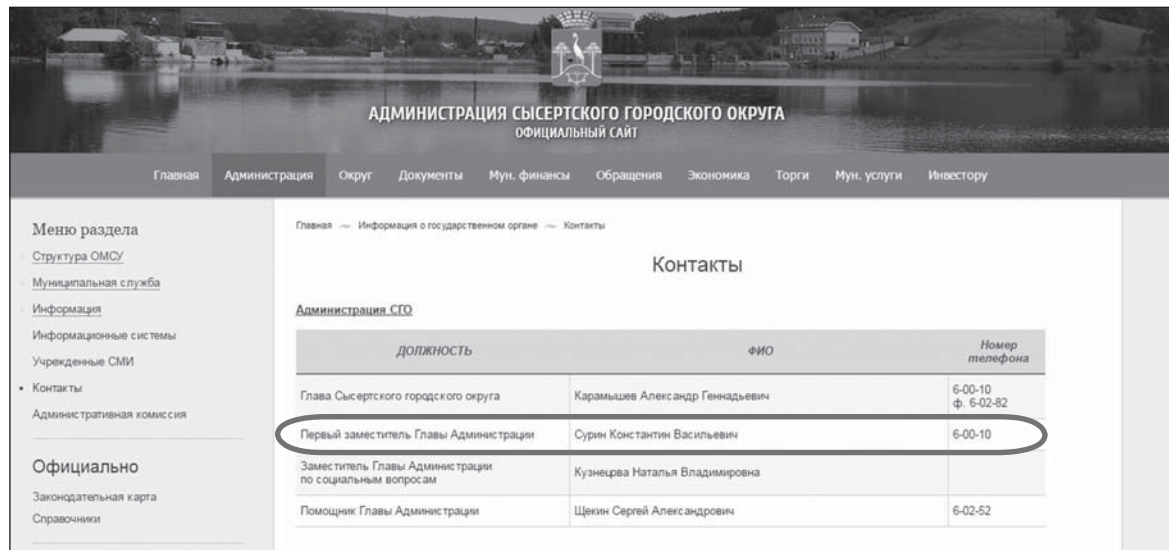 АДМИНИСТРАЦИЯ СЫСЕРТСКОГО ГОРОДСКОГО ОКРУГА
ОФИЦИАЛЬНЫЙ САЙТ
Главная Администрация Округ Документы Мун. финансы Обращения Экономика Торги Мун. услуги Инвестору
Меню раздела
Структура ОМСУ
Муниципальная служба
Информация
Информационные системы
Учрежденные СМИ
Контакты
Административная комиссия
Официально
Законодательная карта
Справочники
Главная — Информация о государственном органе — Контакты
Контакты
Администрация СГО
ДОЛЖНОСТЬ ФИО Номер
телефона
Глава Сысертского городского округа Карамышев Александр Геннадьевич 6-00-10
ф. 6-02-82
Первый заместитель Главы Администрации Сурин Константин Васильевич 6-00-10
Заместитель Главы Администрации
по социальным вопросам Кузнецова Наталья Владимировна
Помощник Главы Администрации Щекин Сергей Александрович 6-02-52